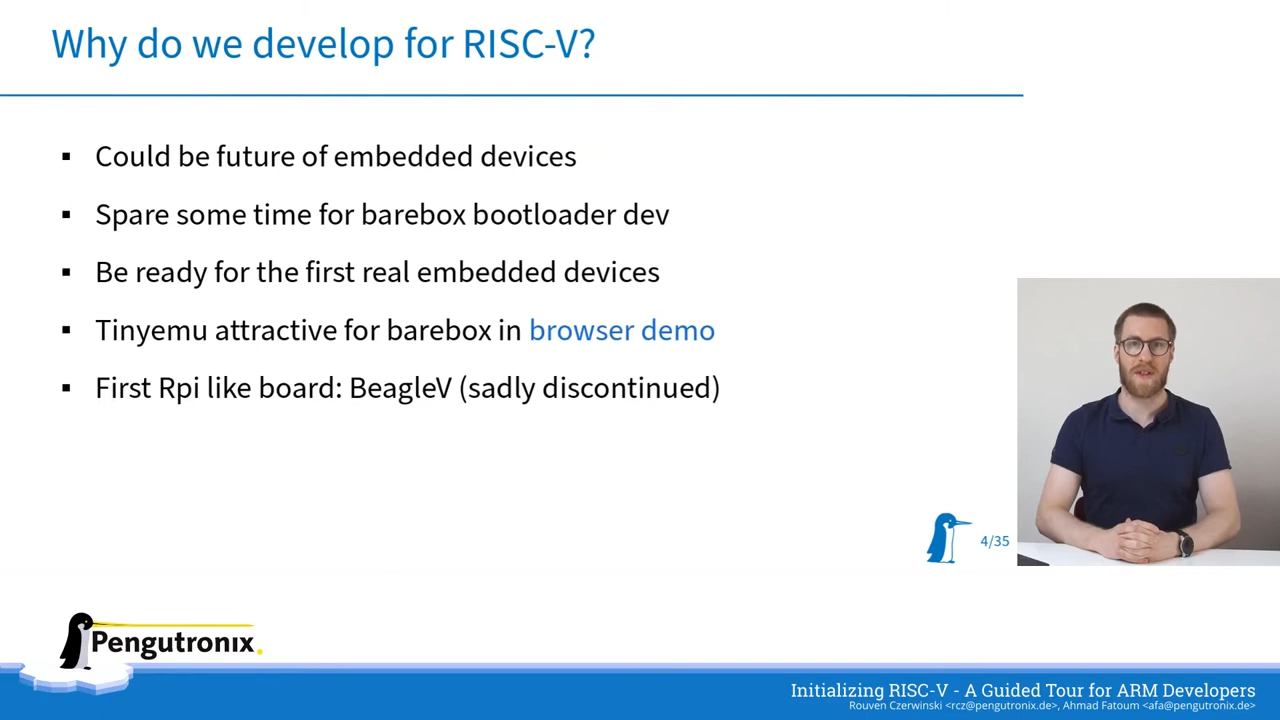 Why do we develop for RISC-V?
▪ Could be future of embedded devices
▪ Spare some time for barebox bootloader dev
▪ Be ready for the first real embedded devices
▪ Tinyemu attractive for barebox in browser demo
▪ First Rpi like board: BeagleV (sadly discontinued)
4/35
Pengutronix
Initializing RISC-V - A Guided Tour for ARM Developers
Rouven Czerwinski <rcz@pengutronix.de>, Ahmad Fatoum <afa@pengutronix.de>